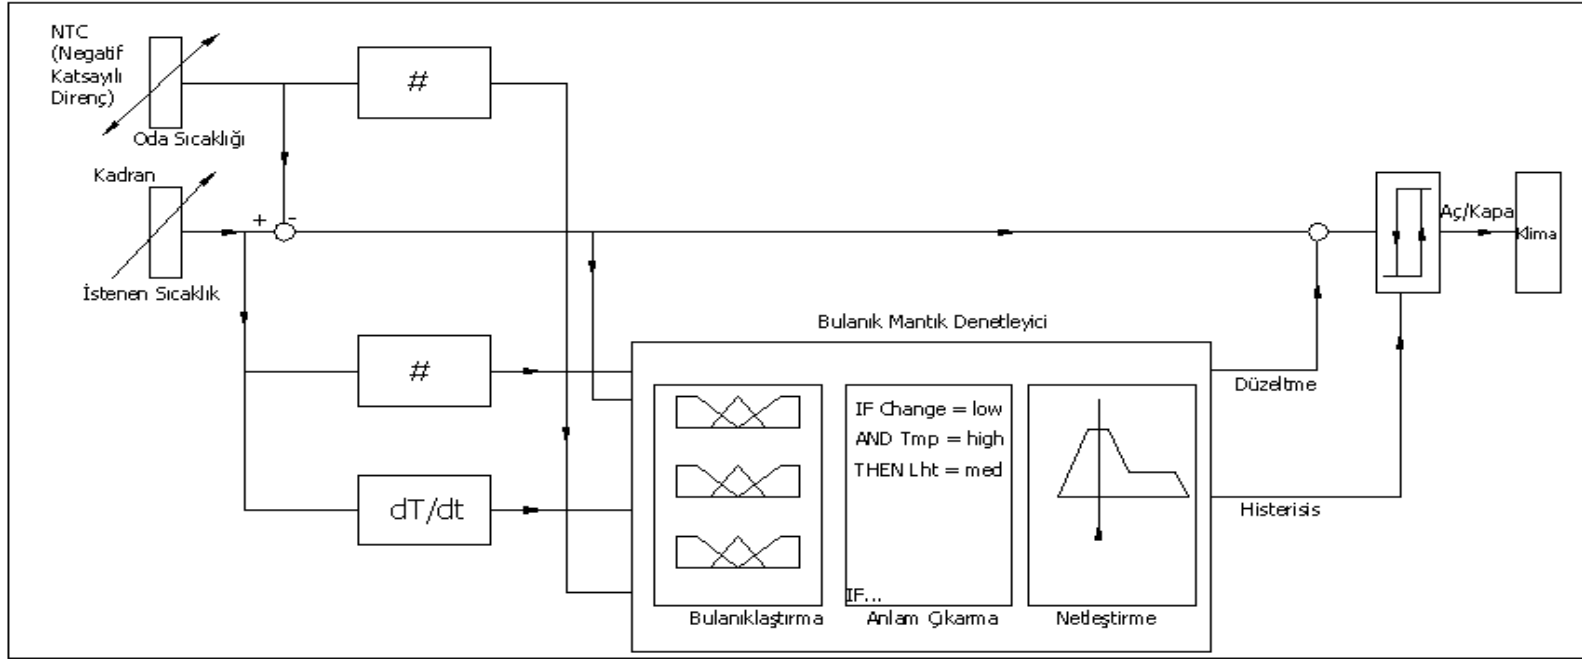 NTC
(Negatif
Katsayılı
Direnç)
#
Oda Sıcaklığı
Kadran
+ -
Aç/Kapa
Klima
İstenen Sıcaklık
Bulanık Mantık Denetleyici
#
Düzeltme
IF Change = low
AND Tmp = high
THEN Lht = med
dT/dt
Histerisis
IF...
Bulanıklaştırma
Anlam Çıkarma
Netleştirme